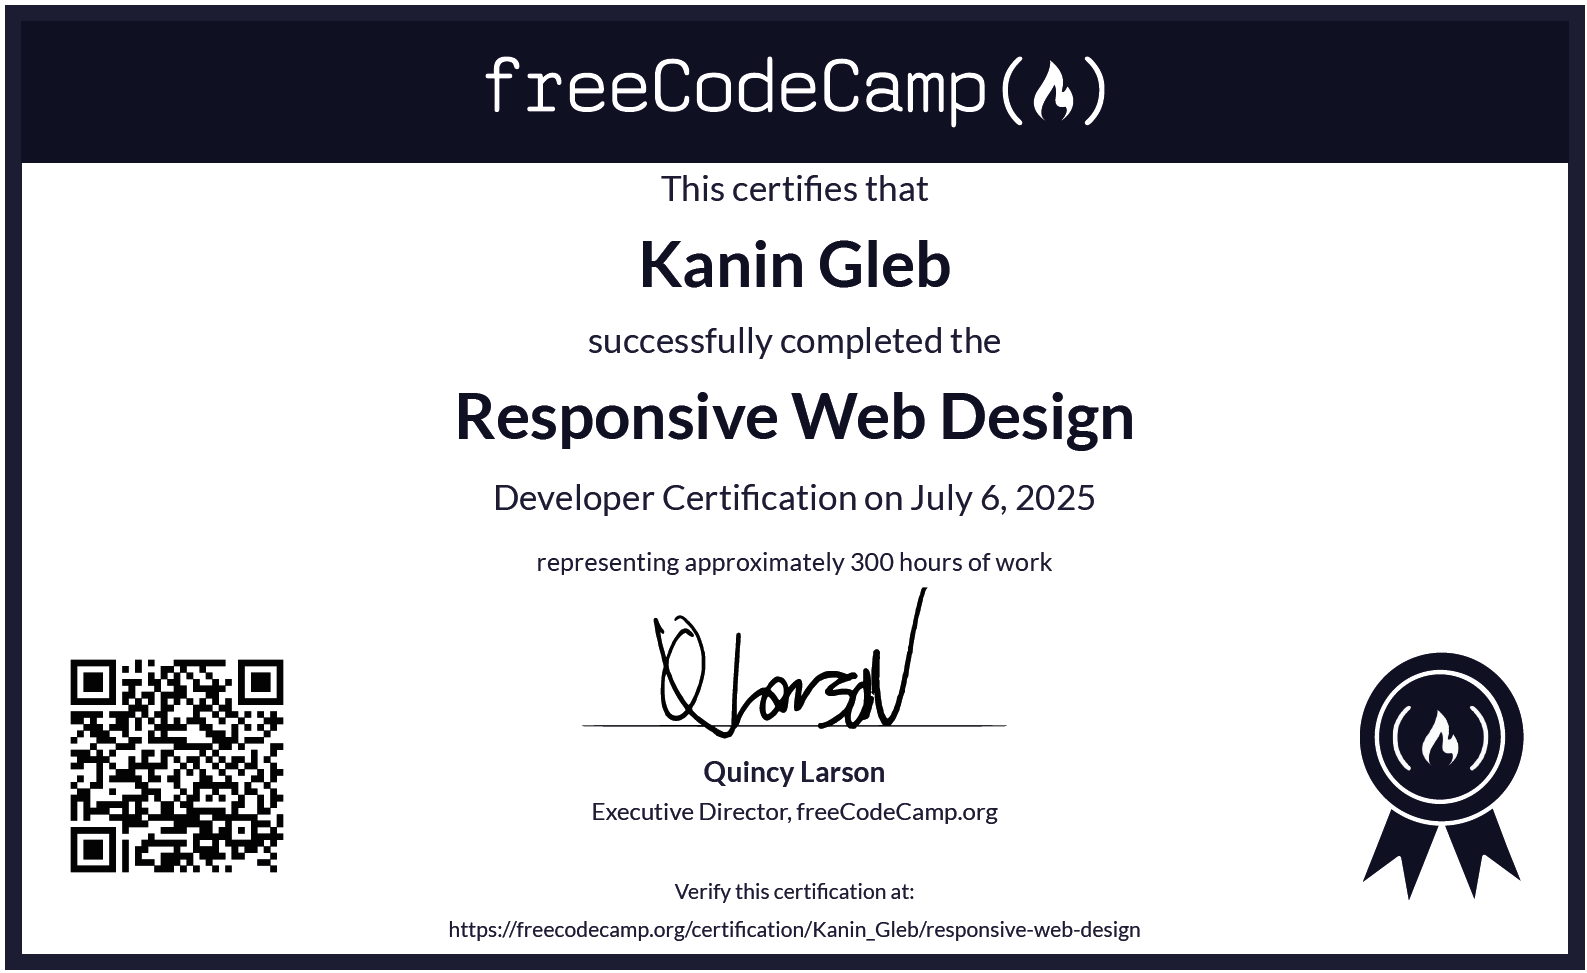 freeCodeCamp
This certifies that
Kanin Gleb
successfully completed the
Responsive Web Design
Developer Certification on July 6, 2025
representing approximately 300 hours of work
Q Larson
Quincy Larson
Executive Director, freeCodeCamp.org
Verify this certification at:
https://freecodecamp.org/certification/Kanin_Gleb/responsive-web-design